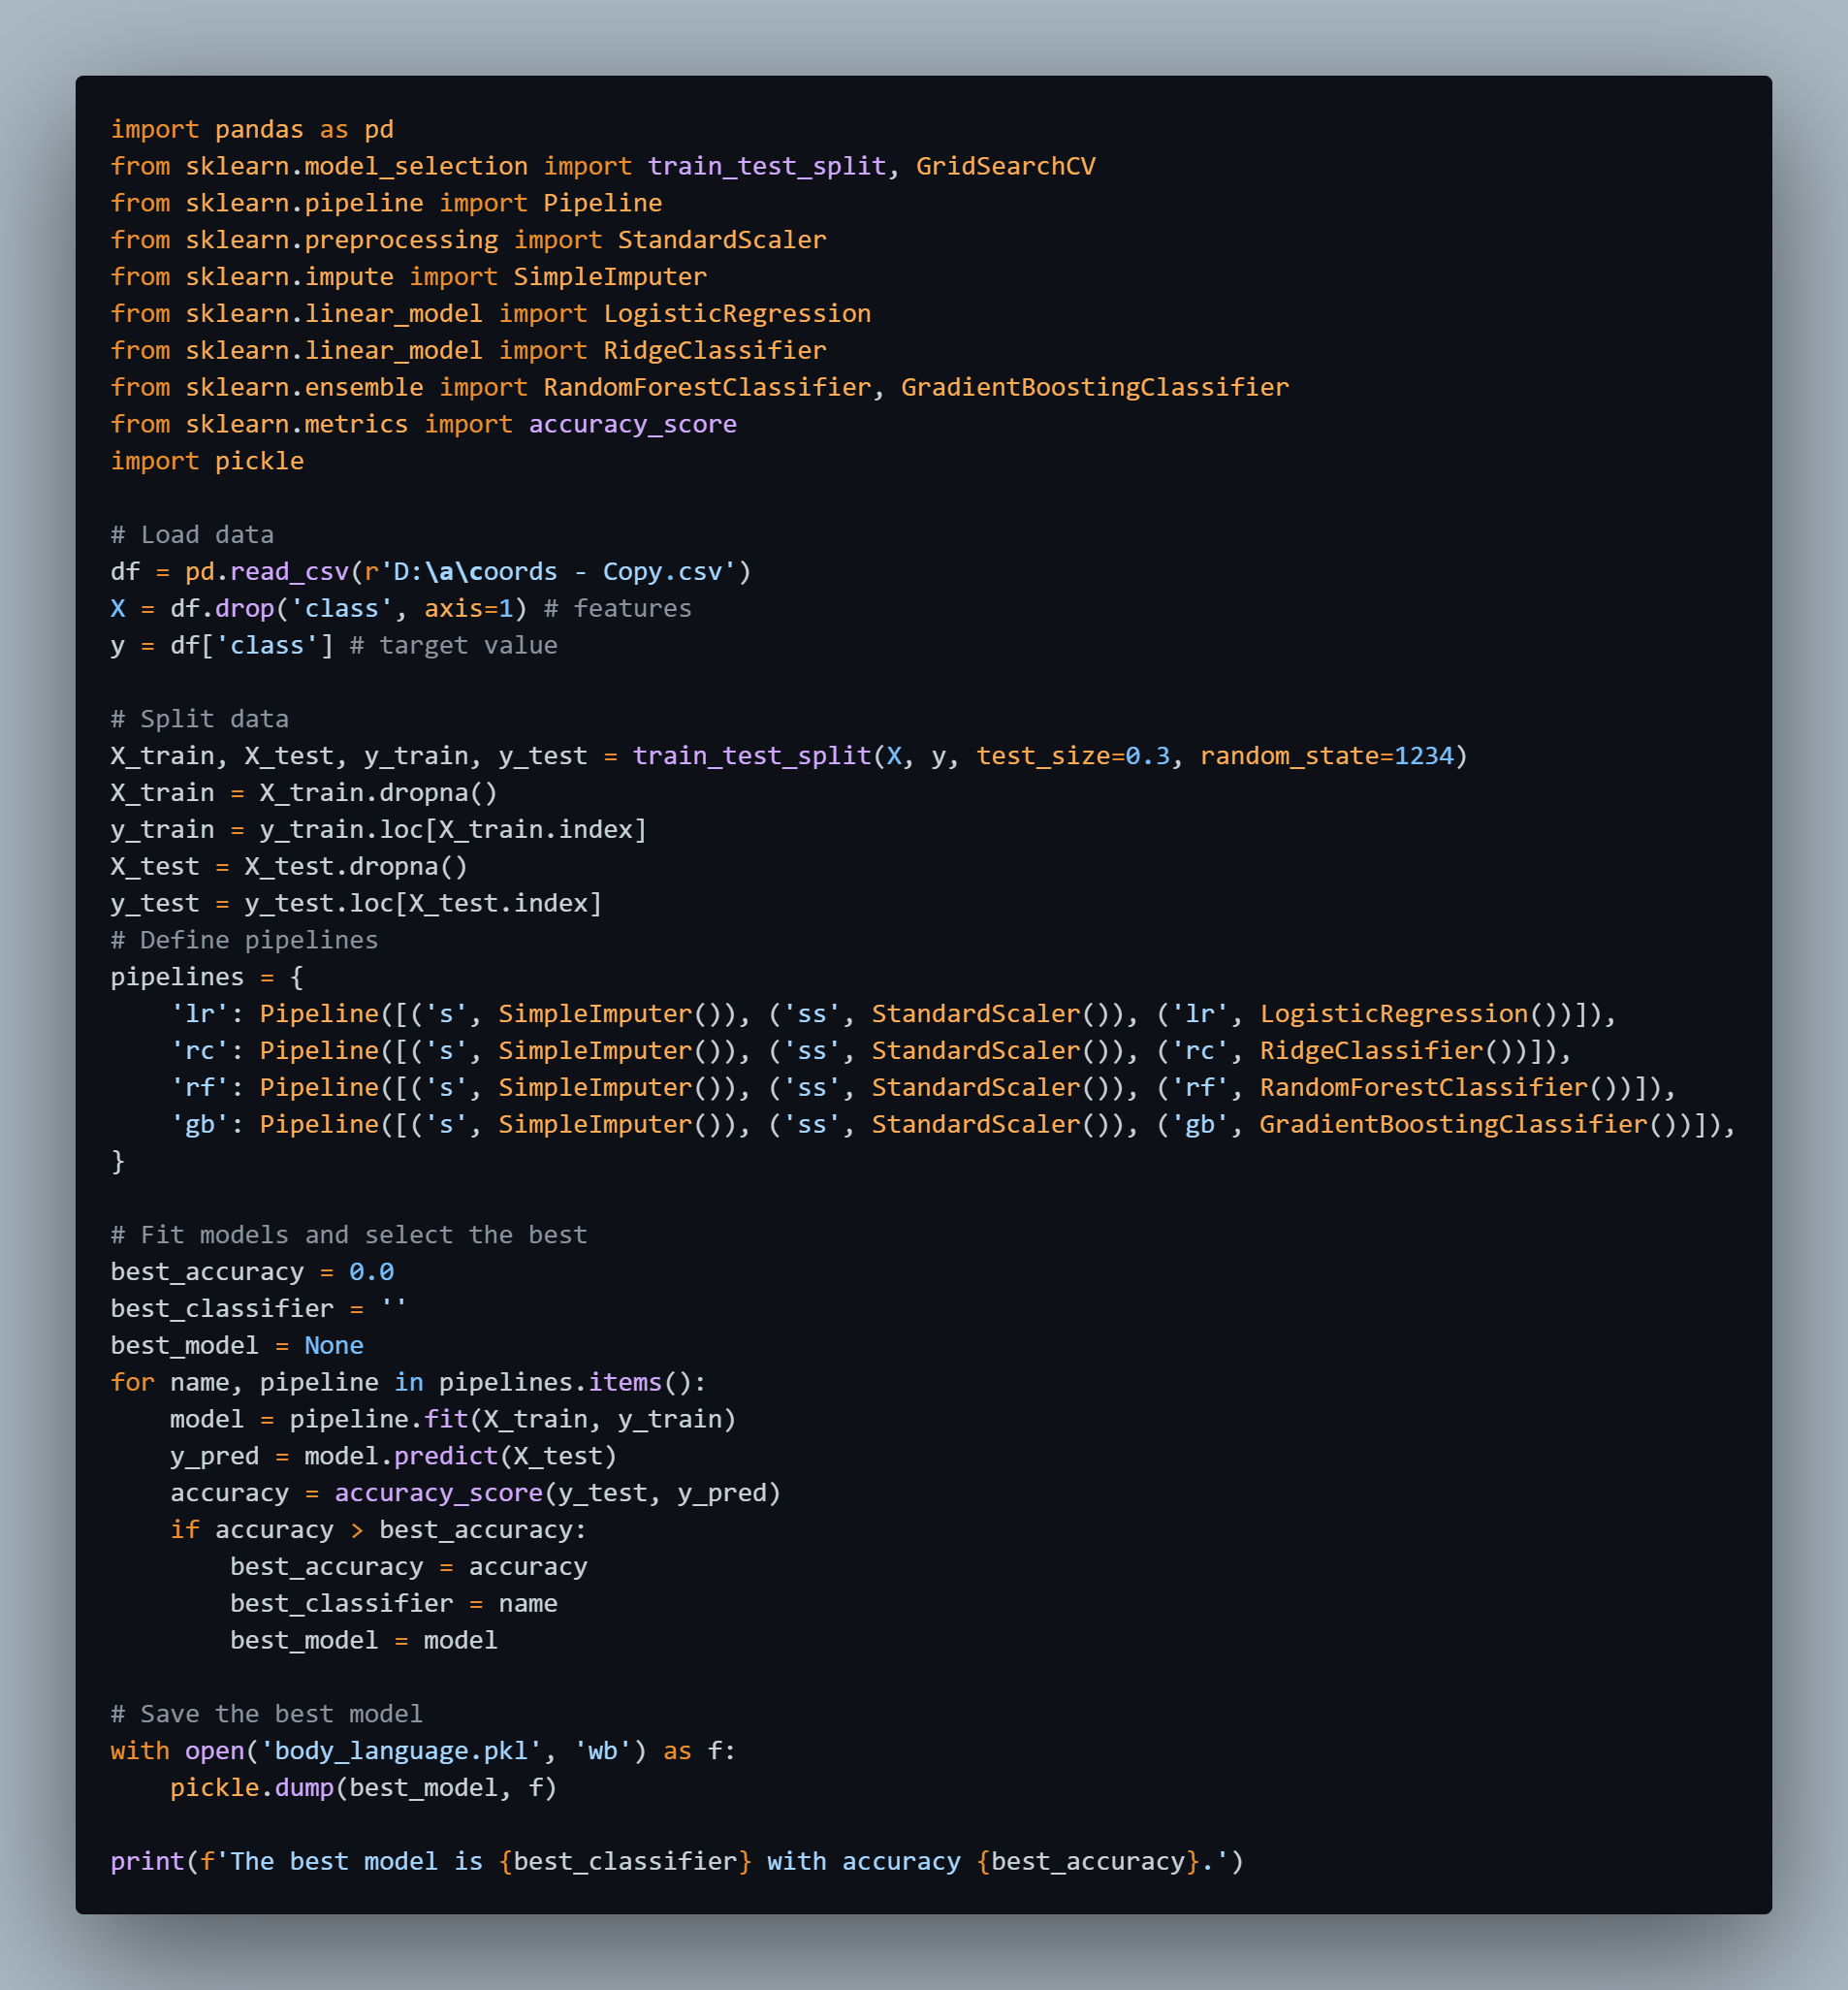 import pandas as pd
from sklearn.model_selection import train_test_split, GridSearchCV
from sklearn.pipeline import Pipeline
from sklearn.preprocessing import StandardScaler
from sklearn.impute import SimpleImputer
from sklearn.linear_model import LogisticRegression
from sklearn.linear_model import RidgeClassifier
from sklearn.ensemble import RandomForestClassifier, GradientBoostingClassifier
from sklearn.metrics import accuracy_score
import pickle

# Load data
df = pd.read_csv(r'D:\a\coords - Copy.csv')
X = df.drop('class', axis=1) # features
y = df['class'] # target value

# Split data
X_train, X_test, y_train, y_test = train_test_split(X, y, test_size=0.3, random_state=1234)
X_train = X_train.dropna()
y_train = y_train.loc[X_train.index]
X_test = X_test.dropna()
y_test = y_test.loc[X_test.index]
# Define pipelines
pipelines = {
    'lr': Pipeline([('s', SimpleImputer()), ('ss', StandardScaler()), ('lr', LogisticRegression())]),
    'rc': Pipeline([('s', SimpleImputer()), ('ss', StandardScaler()), ('rc', RidgeClassifier())]),
    'rf': Pipeline([('s', SimpleImputer()), ('ss', StandardScaler()), ('rf', RandomForestClassifier())]),
    'gb': Pipeline([('s', SimpleImputer()), ('ss', StandardScaler()), ('gb', GradientBoostingClassifier())]),
}

# Fit models and select the best
best_accuracy = 0.0
best_classifier = ''
best_model = None
for name, pipeline in pipelines.items():
    model = pipeline.fit(X_train, y_train)
    y_pred = model.predict(X_test)
    accuracy = accuracy_score(y_test, y_pred)
    if accuracy > best_accuracy:
        best_accuracy = accuracy
        best_classifier = name
        best_model = model

# Save the best model
with open('body_language.pkl', 'wb') as f:
    pickle.dump(best_model, f)

print(f'The best model is {best_classifier} with accuracy {best_accuracy}.')